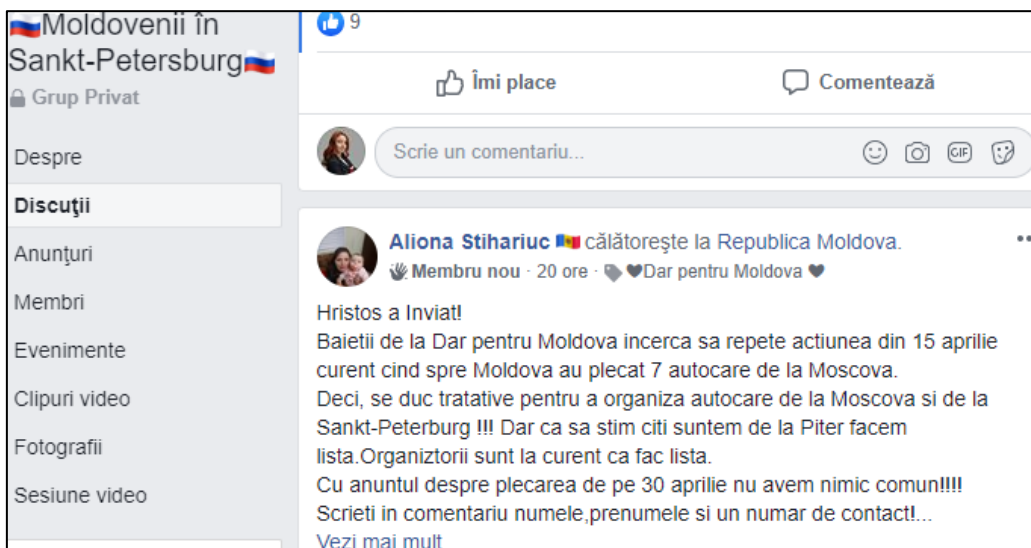 🇷🇺Moldovenii în
Sankt-Petersburg🇷🇺
Grup Privat
Despre
Discuţii
Anunţuri
Membri
Evenimente
Clipuri video
Fotografii
Sesiune video
9
Îmi place
Comentează
Scrie un comentariu...
GIF
Aliona Stihariuc 🇲🇩 călătoreşte la Republica Moldova.
👋 Membru nou · 20 ore · 🏷️ 🖤Dar pentru Moldova 🖤
Hristos a Inviat!
Baietii de la Dar pentru Moldova incerca sa repete actiunea din 15 aprilie
curent cind spre Moldova au plecat 7 autocare de la Moscova.
Deci, se duc tratative pentru a organiza autocare de la Moscova si de la
Sankt-Peterburg !!! Dar ca sa stim citi suntem de la Piter facem
lista.Organiztorii sunt la curent ca fac lista.
Cu anuntul despre plecarea de pe 30 aprilie nu avem nimic comun!!!!
Scrieti in comentariu numele,prenumele si un numar de contact!...
Vezi mai mult